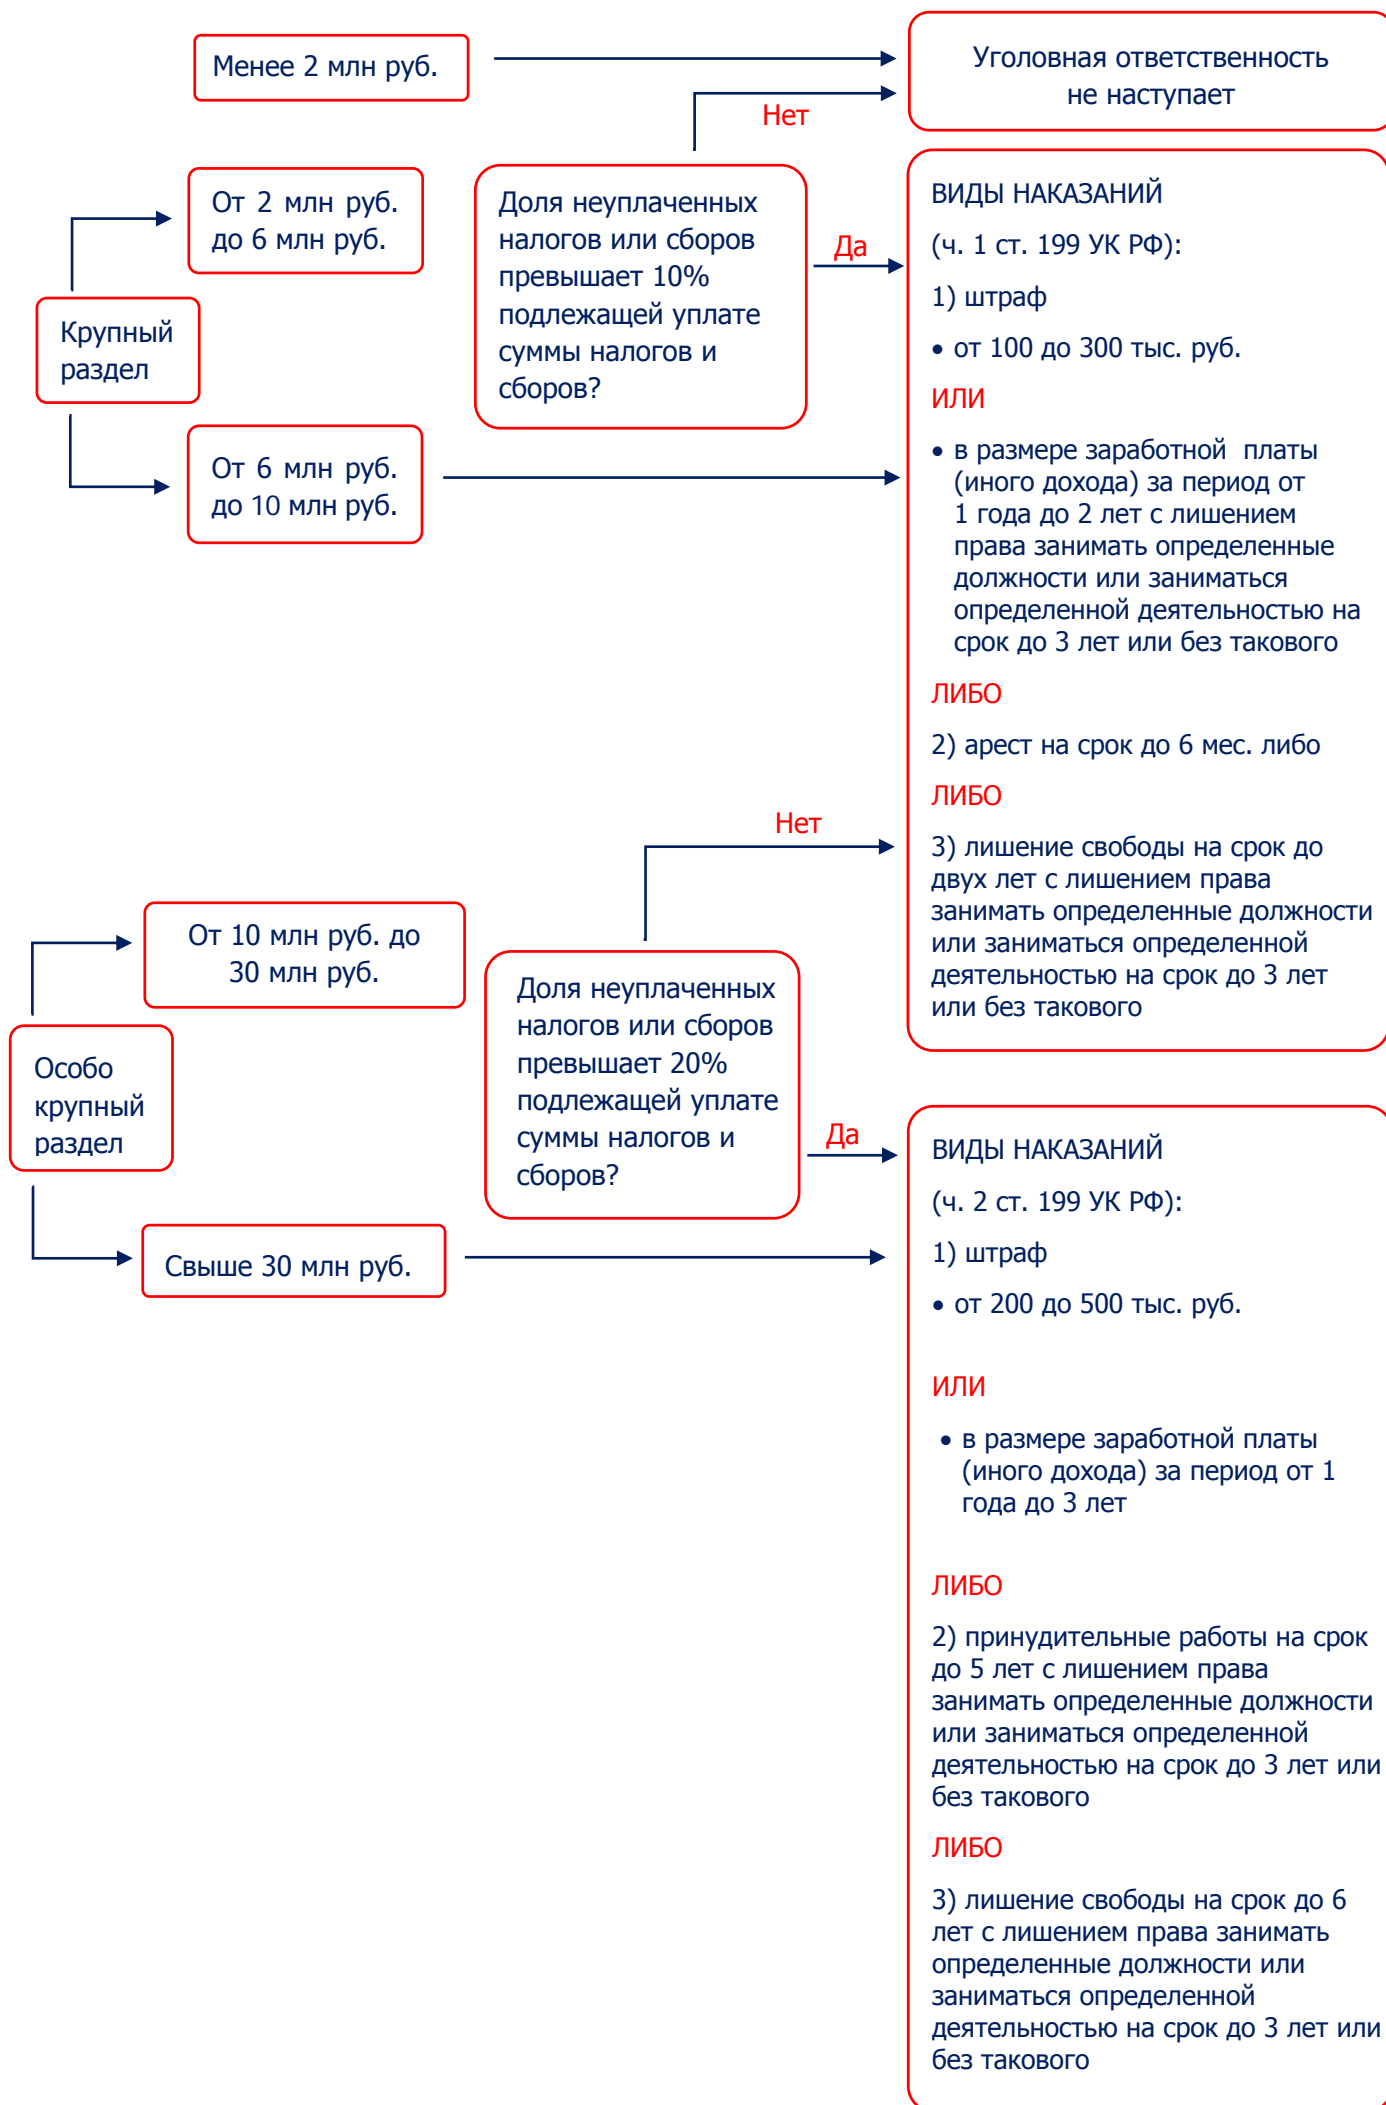 Менее 2 млн руб.
Уголовная ответственность
не наступает
Нет
От 2 млн руб.
до 6 млн руб.
Крупный
раздел
От 6 млн руб.
до 10 млн руб.
Доля неуплаченных
налогов или сборов
превышает 10%
подлежащей уплате
суммы налогов и
сборов?
Да
ВИДЫ НАКАЗАНИЙ
(ч. 1 ст. 199 УК РФ):
1) штраф
• от 100 до 300 тыс. руб.
ИЛИ
• в размере заработной платы
(иного дохода) за период от
1 года до 2 лет с лишением
права занимать определенные
должности или заниматься
определенной деятельностью на
срок до 3 лет или без такового
ЛИБО
2) арест на срок до 6 мес. либо
ЛИБО
3) лишение свободы на срок до
двух лет с лишением права
занимать определенные должности
или заниматься определенной
деятельностью на срок до 3 лет
или без такового
Нет
От 10 млн руб. до
30 млн руб.
Особо
крупный
раздел
Свыше 30 млн руб.
Доля неуплаченных
налогов или сборов
превышает 20%
подлежащей уплате
суммы налогов и
сборов?
Да
ВИДЫ НАКАЗАНИЙ
(ч. 2 ст. 199 УК РФ):
1) штраф
• от 200 до 500 тыс. руб.
ИЛИ
• в размере заработной платы
(иного дохода) за период от 1
года до 3 лет
ЛИБО
2) принудительные работы на срок
до 5 лет с лишением права
занимать определенные должности
или заниматься определенной
деятельностью на срок до 3 лет или
без такового
ЛИБО
3) лишение свободы на срок до 6
лет с лишением права занимать
определенные должности или
заниматься определенной
деятельностью на срок до 3 лет или
без такового